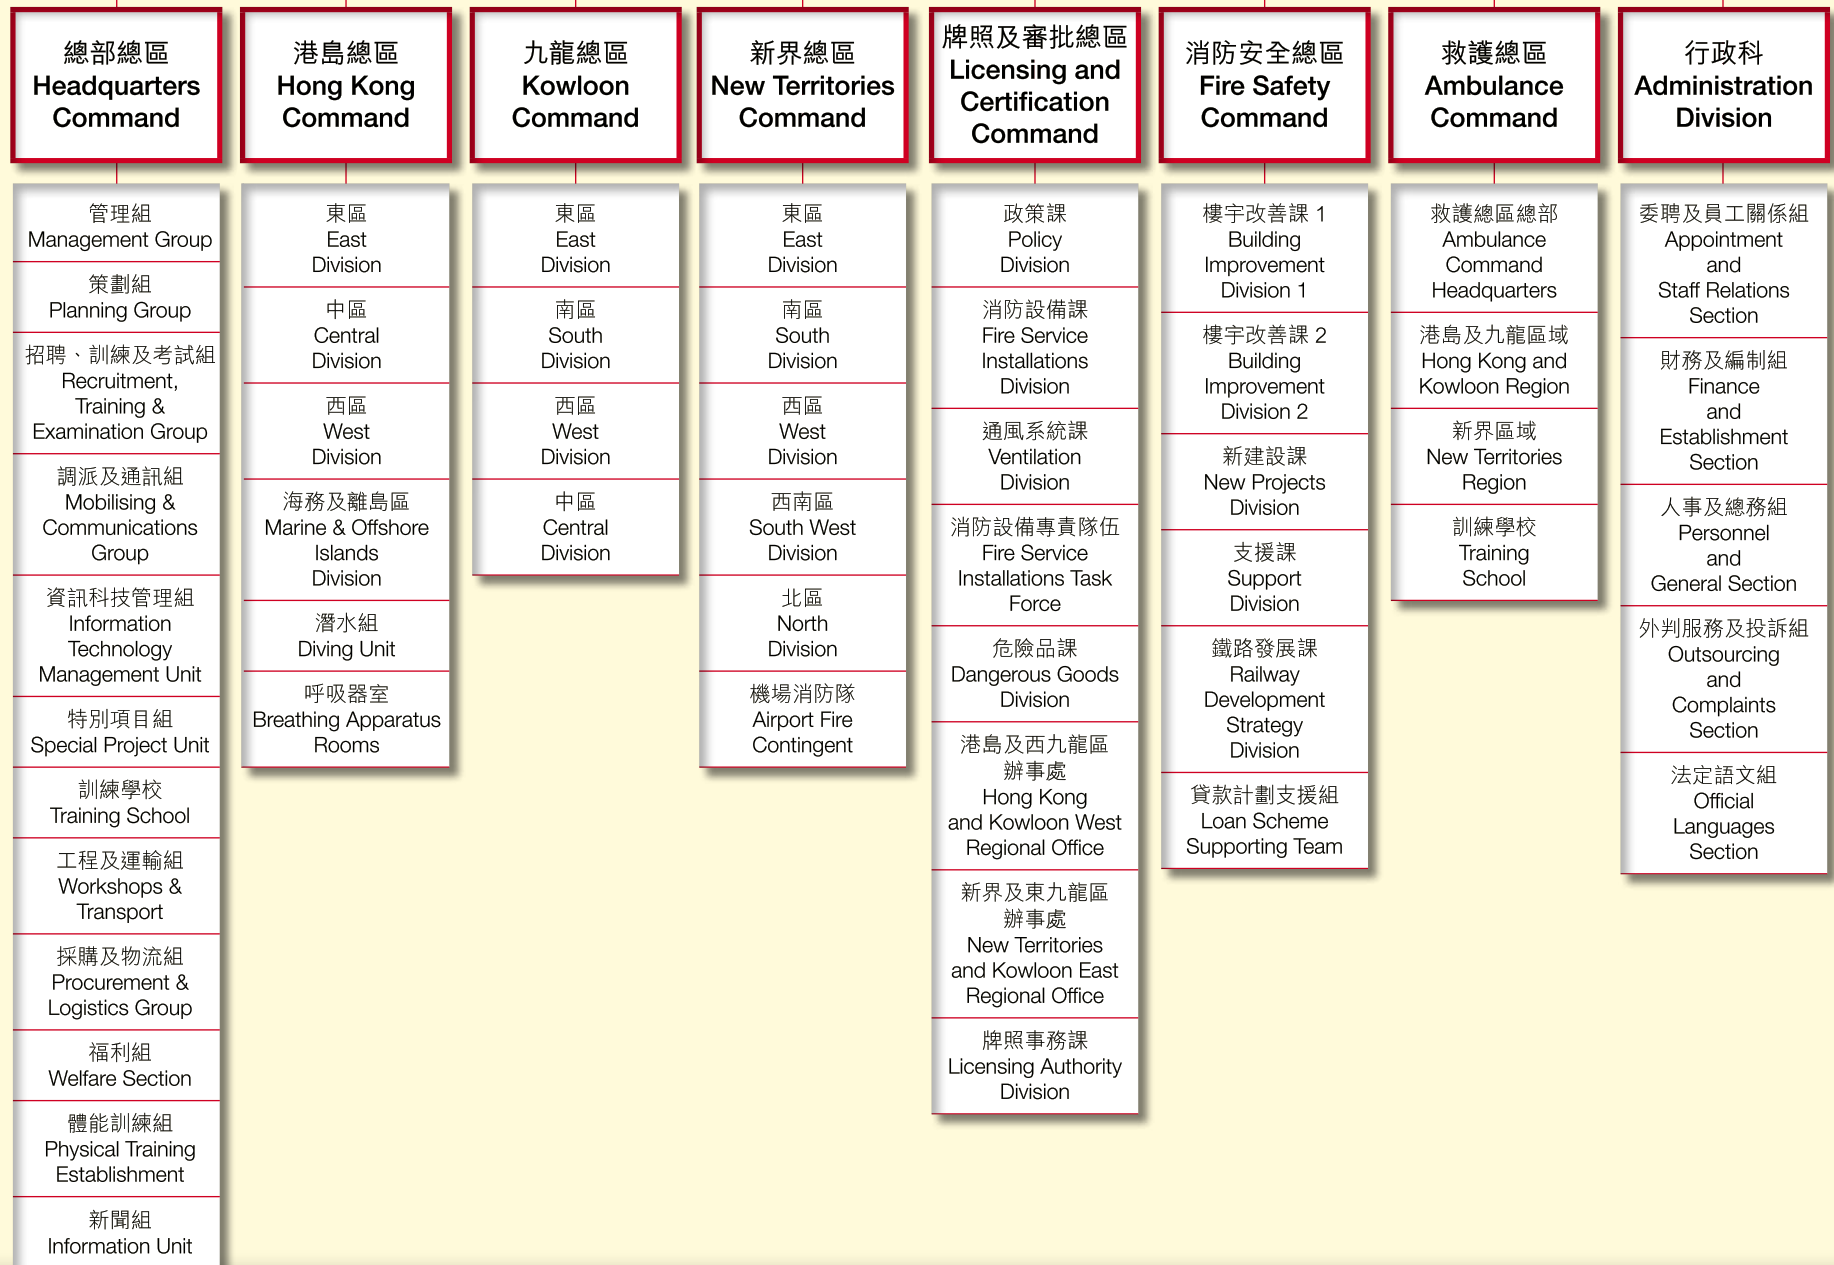 總部總區
Headquarters
Command
管理組
Management Group
策劃組
Planning Group
招聘、訓練及考試組
Recruitment,
Training &
Examination Group
調派及通訊組
Mobilising &
Communications
Group
資訊科技管理組
Information
Technology
Management Unit
特別項目組
Special Project Unit
訓練學校
Training School
工程及運輸組
Workshops &
Transport
採購及物流組
Procurement &
Logistics Group
福利組
Welfare Section
體能訓練組
Physical Training
Establishment
新聞組
Information Unit
港島總區
Hong Kong
Command
東區
East
Division
中區
Central
Division
西區
West
Division
海務及離島區
Marine & Offshore
Islands
Division
潛水組
Diving Unit
呼吸器室
Breathing Apparatus
Rooms
九龍總區
Kowloon
Command
東區
East
Division
南區
South
Division
西區
West
Division
中區
Central
Division
新界總區
New Territories
Command
東區
East
Division
南區
South
Division
西區
West
Division
西南區
South West
Division
北區
North
Division
機場消防隊
Airport Fire
Contingent
牌照及審批總區
Licensing and
Certification
Command
政策課
Policy
Division
消防設備課
Fire Service
Installations
Division
通風系統課
Ventilation
Division
消防設備專責隊伍
Fire Service
Installations Task
Force
危險品課
Dangerous Goods
Division
港島及西九龍區
辦事處
Hong Kong
and Kowloon West
Regional Office
新界及東九龍區
辦事處
New Territories
and Kowloon East
Regional Office
牌照事務課
Licensing Authority
Division
消防安全總區
Fire Safety
Command
樓宇改善課 1
Building
Improvement
Division 1
樓宇改善課 2
Building
Improvement
Division 2
新建設課
New Projects
Division
支援課
Support
Division
鐵路發展課
Railway
Development
Strategy
Division
貸款計劃支援組
Loan Scheme
Supporting Team
救護總區
Ambulance
Command
救護總區總部
Ambulance
Command
Headquarters
港島及九龍區域
Hong Kong and
Kowloon Region
新界區域
New Territories
Region
訓練學校
Training
School
行政科
Administration
Division
委聘及員工關係組
Appointment
and
Staff Relations
Section
財務及編制組
Finance
and
Establishment
Section
人事及總務組
Personnel
and
General Section
外判服務及投訴組
Outsourcing
and
Complaints
Section
法定語文組
Official
Languages
Section